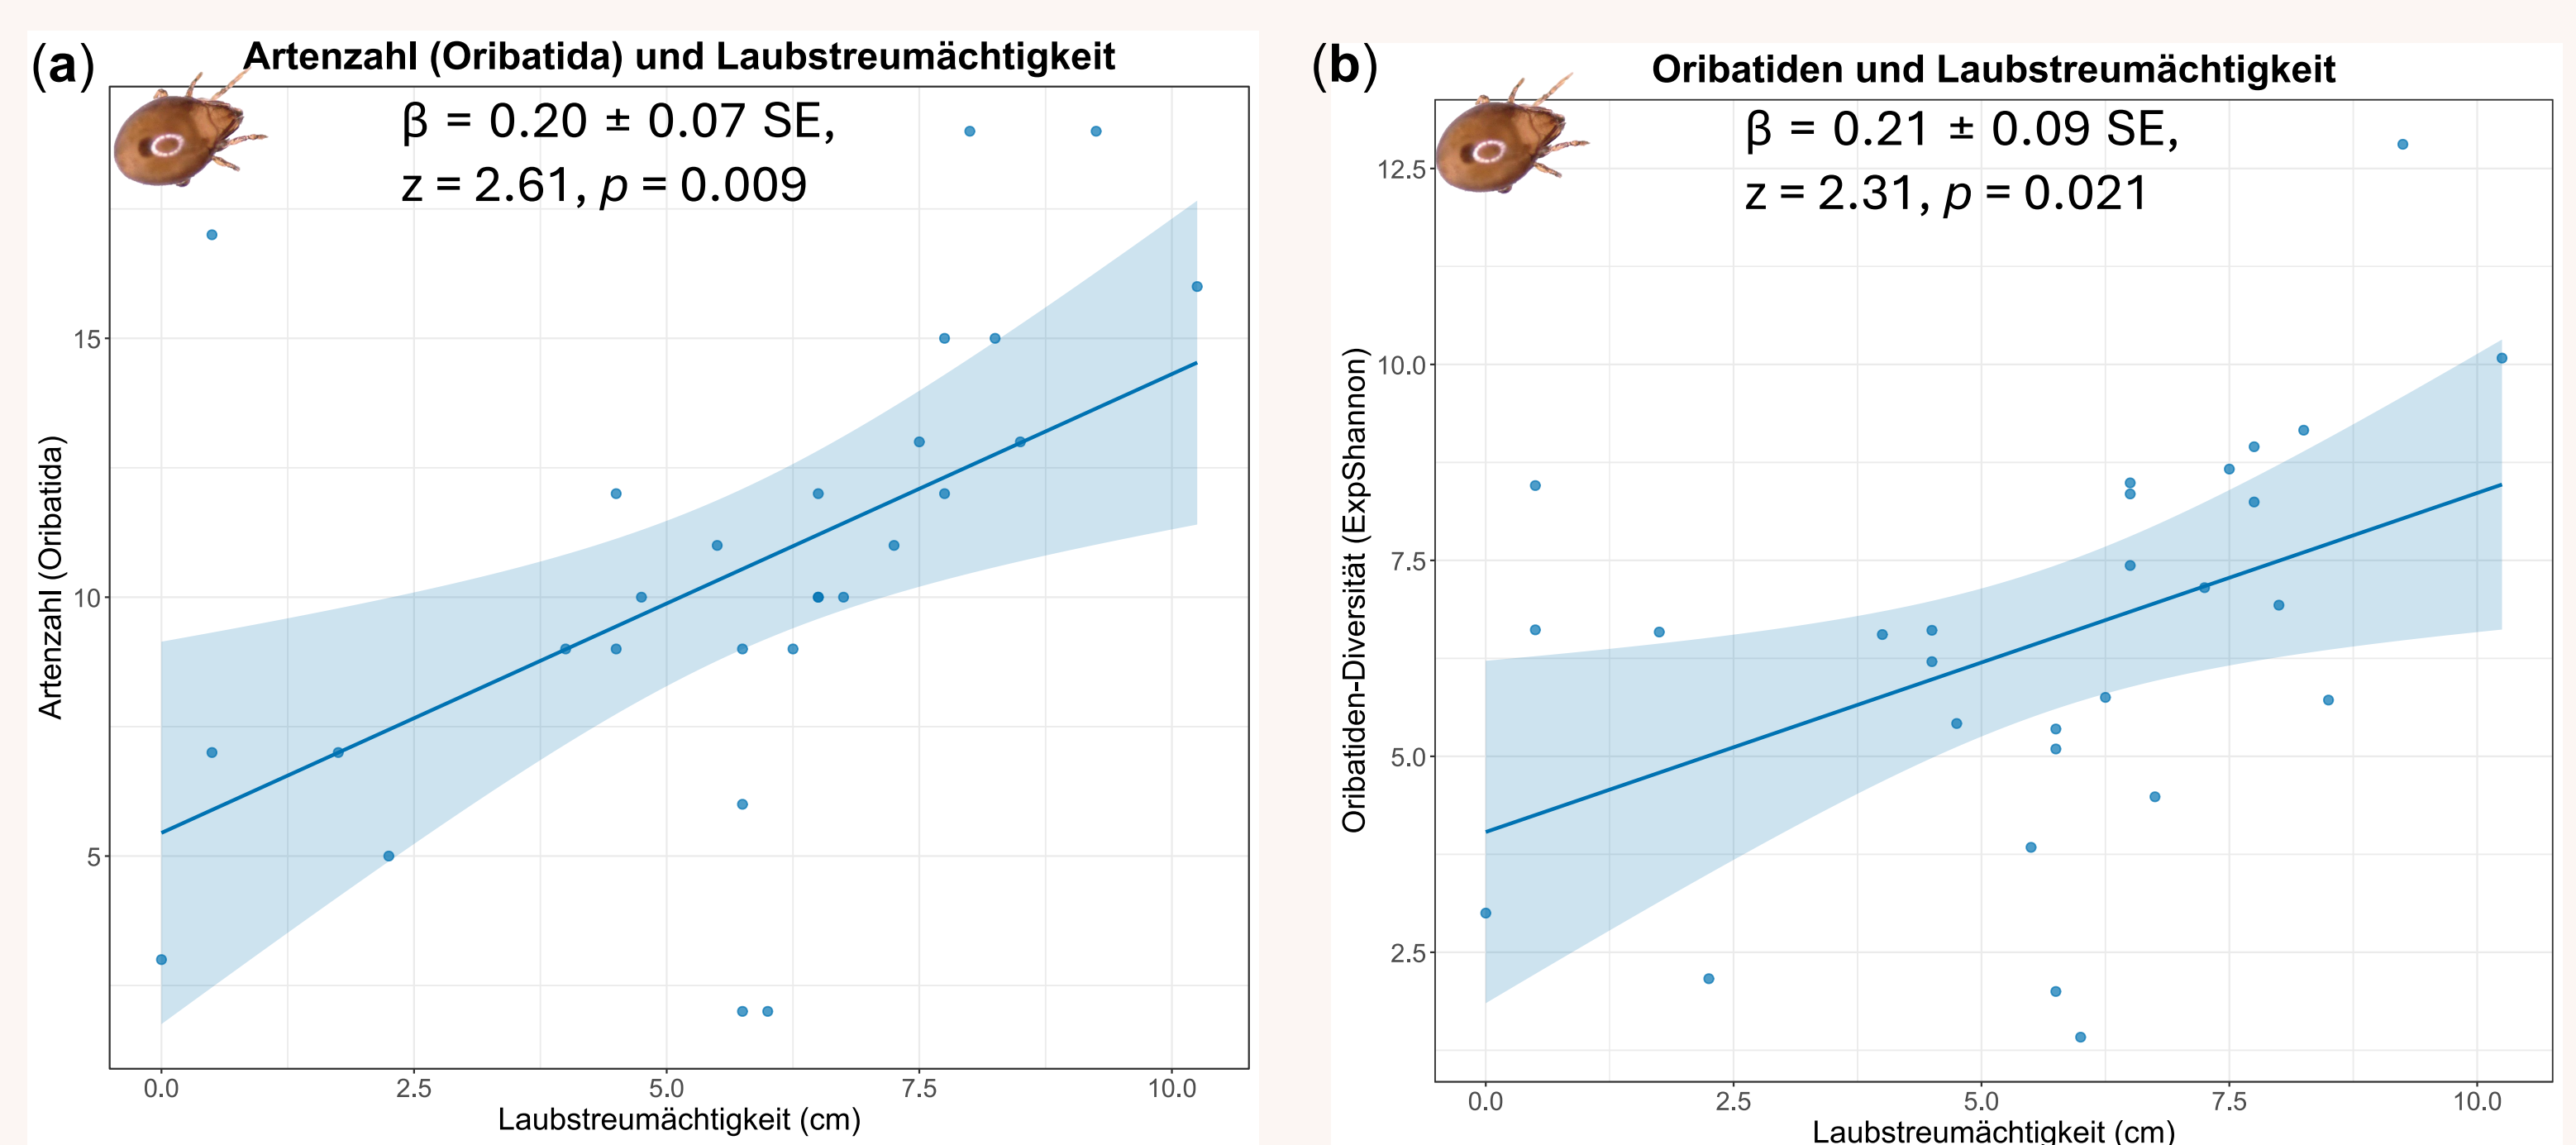 (a)
Artenzahl (Oribatida) und Laubstreumächtigkeit
β = 0.20 ± 0.07 SE,
z = 2.61, p = 0.009
15
10
5
Artenzahl (Oribatida)
0.0 2.5 5.0 7.5 10.0
Laubstreumächtigkeit (cm)
(b)
Oribatiden und Laubstreumächtigkeit
β = 0.21 ± 0.09 SE,
z = 2.31, p = 0.021
12.5
10.0
7.5
5.0
2.5
Oribatiden-Diversität (ExpShannon)
0.0 2.5 5.0 7.5 10.0
Laubstreumächtigkeit (cm)